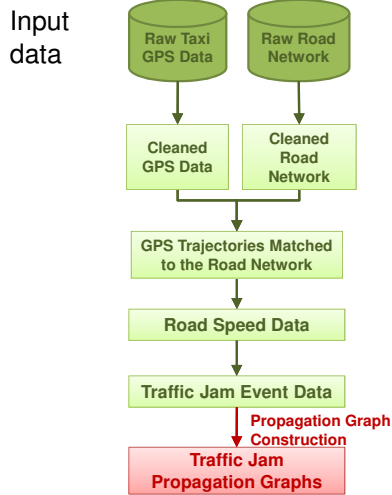 Input
data
Raw Taxi
GPS Data
Raw Road
Network
Cleaned
GPS Data
Cleaned
Road
Network
GPS Trajectories Matched
to the Road Network
Road Speed Data
Traffic Jam Event Data
Propagation Graph
Construction
Traffic Jam
Propagation Graphs